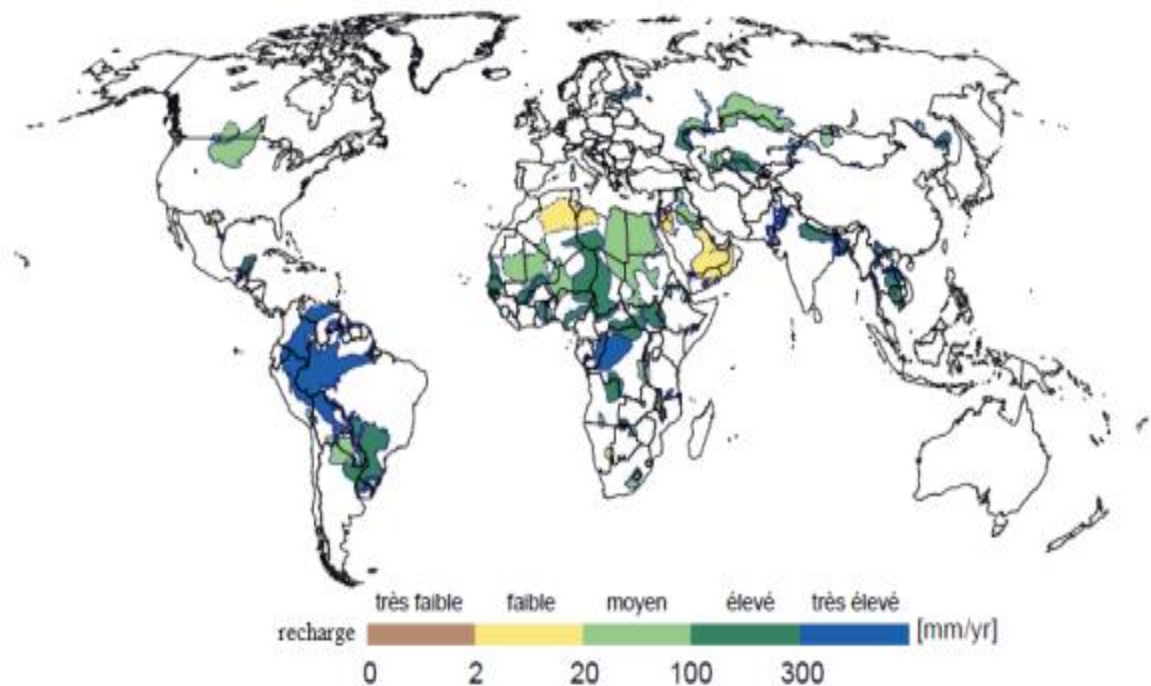 très faible faible moyen élevé très élevé
recharge [mm/yr]
0 2 20 100 300